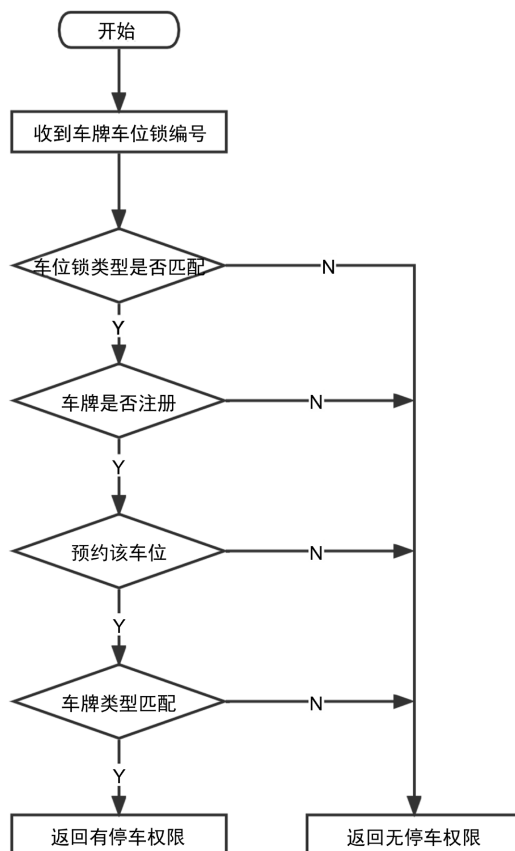 开始
收到车牌车位锁编号
车位锁类型是否匹配
N
Y
车牌是否注册
N
Y
预约该车位
N
Y
车牌类型匹配
N
Y
返回有停车权限
返回无停车权限